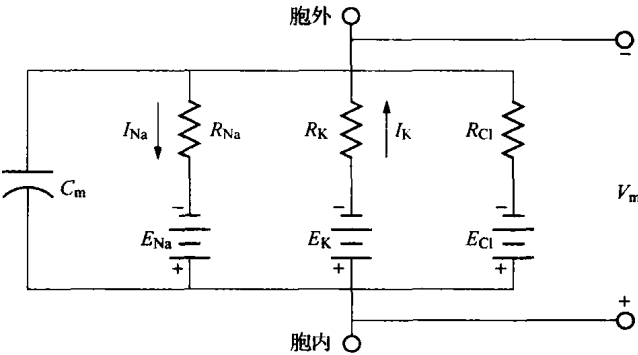 胞外
−
I_Na R_Na R_K I_K R_Cl
C_m V_m
− − −
E_Na E_K E_Cl
+ + +
+
胞内